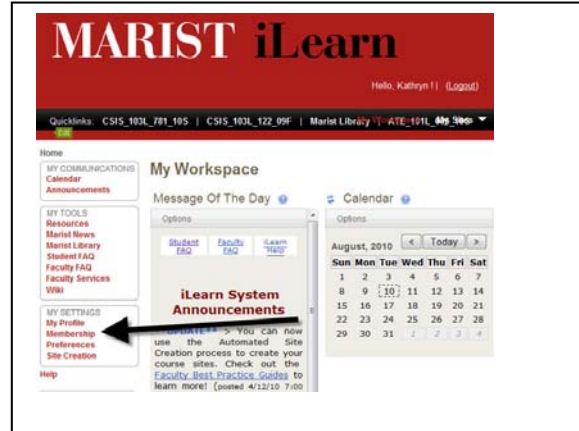 MARIST iLearn
Hello, Kathryn ! | (Logout)
Quicklinks: CSIS_103L_781_10S | CSIS_103L_122_09F | Marist Library
Edit
Home
MY COMMUNICATIONS
Calendar
Announcements
MY TOOLS
Resources
Marist News
Marist Library
Student FAQ
Faculty FAQ
Faculty Services
Wiki
MY SETTINGS
My Profile
Membership
Preferences
Site Creation
Help
My Workspace
Message Of The Day
Options
Student FAQ
Faculty FAQ
iLearn Help
iLearn System
Announcements
> You can now
use the Automated Site
Creation process to create your
course sites. Check out the
Faculty Best Practice Guides to
learn more! (posted 4/12/10 7:00
Calendar
Options
August, 2010 < Today >
Sun Mon Tue Wed Thu Fri Sat
1 2 3 4 5 6 7
8 9 10 11 12 13 14
15 16 17 18 19 20 21
22 23 24 25 26 27 28
29 30 31 1 2 3 4